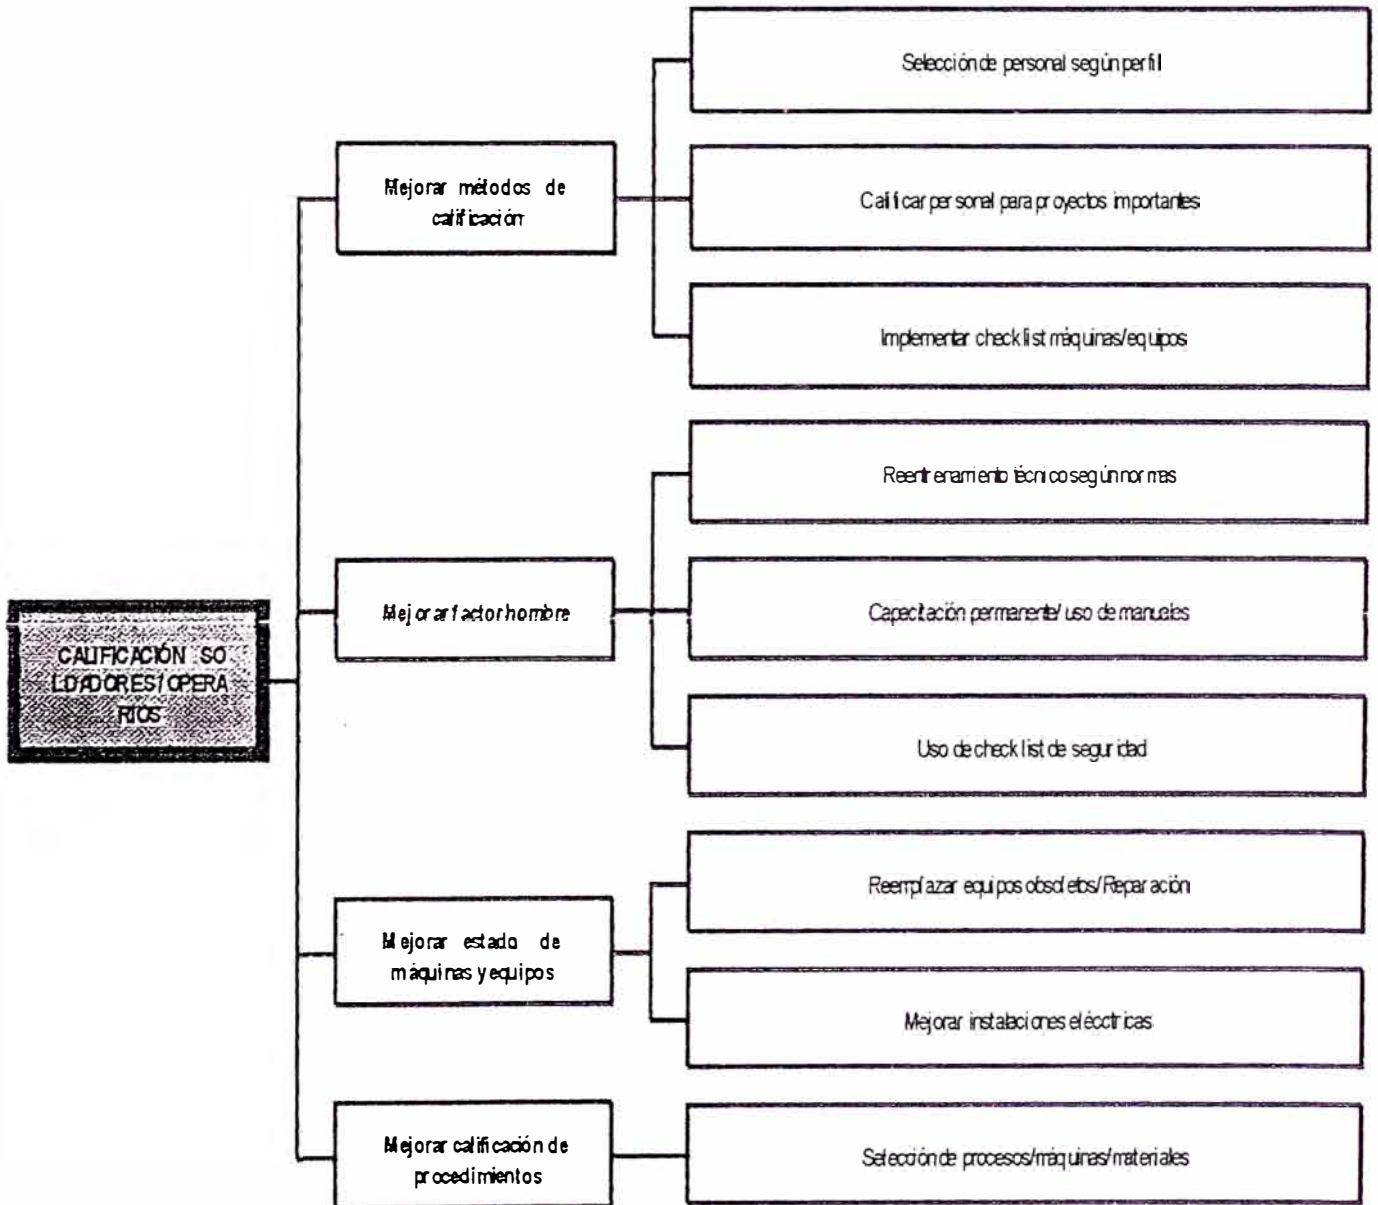 Selección de personal según perfil
Mejorar métodos de
calificación
Calificar personal para proyectos importantes
Implementar check list máquinas/equipos
Reentrenamiento técnico según normas
Mejorar factor hombre
Capacitación permanente/ uso de manuales
CALIFICACIÓN SO
LDADORES/ OPERA
RIOS
Uso de check list de seguridad
Reemplazar equipos obsoletos/Reparación
Mejorar estado de
máquinas y equipos
Mejorar instalaciones elécctricas
Mejorar calificación de
procedimientos
Selección de procesos/máquinas/materiales